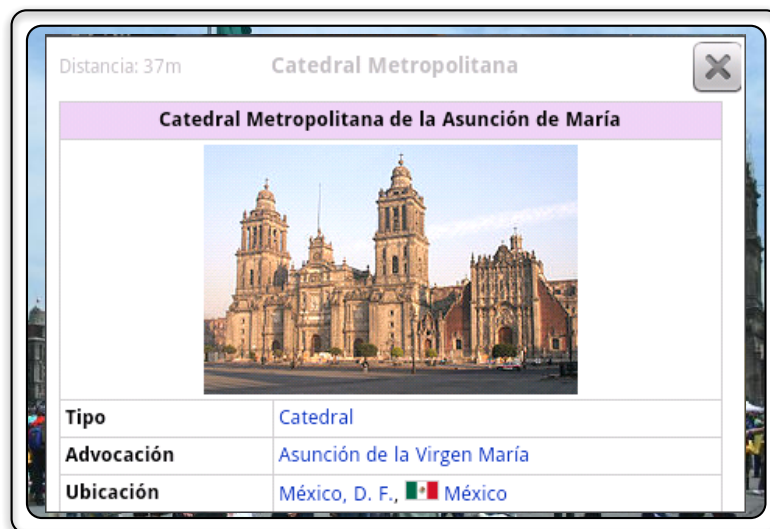 Distancia: 37m Catedral Metropolitana
Catedral Metropolitana de la Asunción de María
Tipo Catedral
Advocación Asunción de la Virgen María
Ubicación México, D. F., México